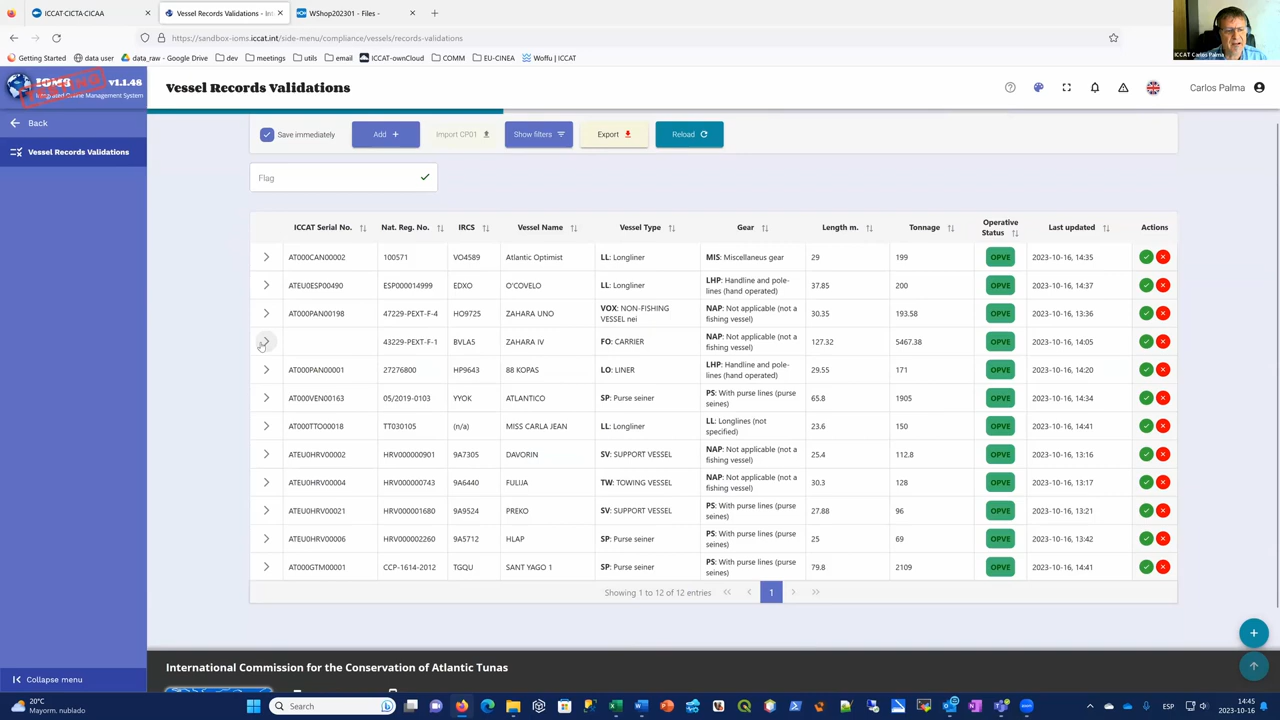 ICCAT·CICTA·CICAA
Vessel Records Validations - Int
WShop202301 - Files -
https://sandbox-ioms.iccat.int/side-menu/compliance/vessels/records-validations
Getting Started
data user
data_raw - Google Drive
dev
meetings
utils
email
ICCAT-ownCloud
COMM
EU-CINEA
Woffu | ICCAT
ICCAT Carlos Palma
IOMS
v1.1.48
TESTING
Integrated Online Management System
Vessel Records Validations
Carlos Palma
Back
Vessel Records Validations
Collapse menu
Save immediately
Add +
Import CP01
Show filters
Export
Reload
Flag
ICCAT Serial No. Nat. Reg. No. IRCS Vessel Name Vessel Type Gear Length m. Tonnage Operative Status Last updated Actions
AT000CAN00002 100571 VO4589 Atlantic Optimist LL: Longliner MIS: Miscellaneus gear 29 199 OPVE 2023-10-16, 14:35
ATEU0ESP00490 ESP000014999 EDXO O'COVELO LL: Longliner LHP: Handline and pole-lines (hand operated) 37.85 200 OPVE 2023-10-16, 14:37
AT000PAN00198 47229-PEXT-F-4 HO9725 ZAHARA UNO VOX: NON-FISHING VESSEL nei NAP: Not applicable (not a fishing vessel) 30.35 193.58 OPVE 2023-10-16, 13:36
43229-PEXT-F-1 BVLA5 ZAHARA IV FO: CARRIER NAP: Not applicable (not a fishing vessel) 127.32 5467.38 OPVE 2023-10-16, 14:05
AT000PAN00001 27276800 HP9643 88 KOPAS LO: LINER LHP: Handline and pole-lines (hand operated) 29.55 171 OPVE 2023-10-16, 14:20
AT000VEN00163 05/2019-0103 YYOK ATLANTICO SP: Purse seiner PS: With purse lines (purse seines) 65.8 1905 OPVE 2023-10-16, 14:34
AT000TTO00018 TT030105 (n/a) MISS CARLA JEAN LL: Longliner LL: Longlines (not specified) 23.6 150 OPVE 2023-10-16, 14:41
ATEU0HRV00002 HRV000000901 9A7305 DAVORIN SV: SUPPORT VESSEL NAP: Not applicable (not a fishing vessel) 25.4 112.8 OPVE 2023-10-16, 13:16
ATEU0HRV00004 HRV000000743 9A6440 FULIJA TW: TOWING VESSEL NAP: Not applicable (not a fishing vessel) 30.3 128 OPVE 2023-10-16, 13:17
ATEU0HRV00021 HRV000001680 9A9524 PREKO SV: SUPPORT VESSEL PS: With purse lines (purse seines) 27.88 96 OPVE 2023-10-16, 13:21
ATEU0HRV00006 HRV000002260 9A5712 HLAP SP: Purse seiner PS: With purse lines (purse seines) 25 69 OPVE 2023-10-16, 13:42
AT000GTM00001 CCP-1614-2012 TGQU SANT YAGO 1 SP: Purse seiner PS: With purse lines (purse seines) 79.8 2109 OPVE 2023-10-16, 14:41
Showing 1 to 12 of 12 entries
1
International Commission for the Conservation of Atlantic Tunas
20°C
Mayorm. nublado
Search
ESP
14:45
2023-10-16